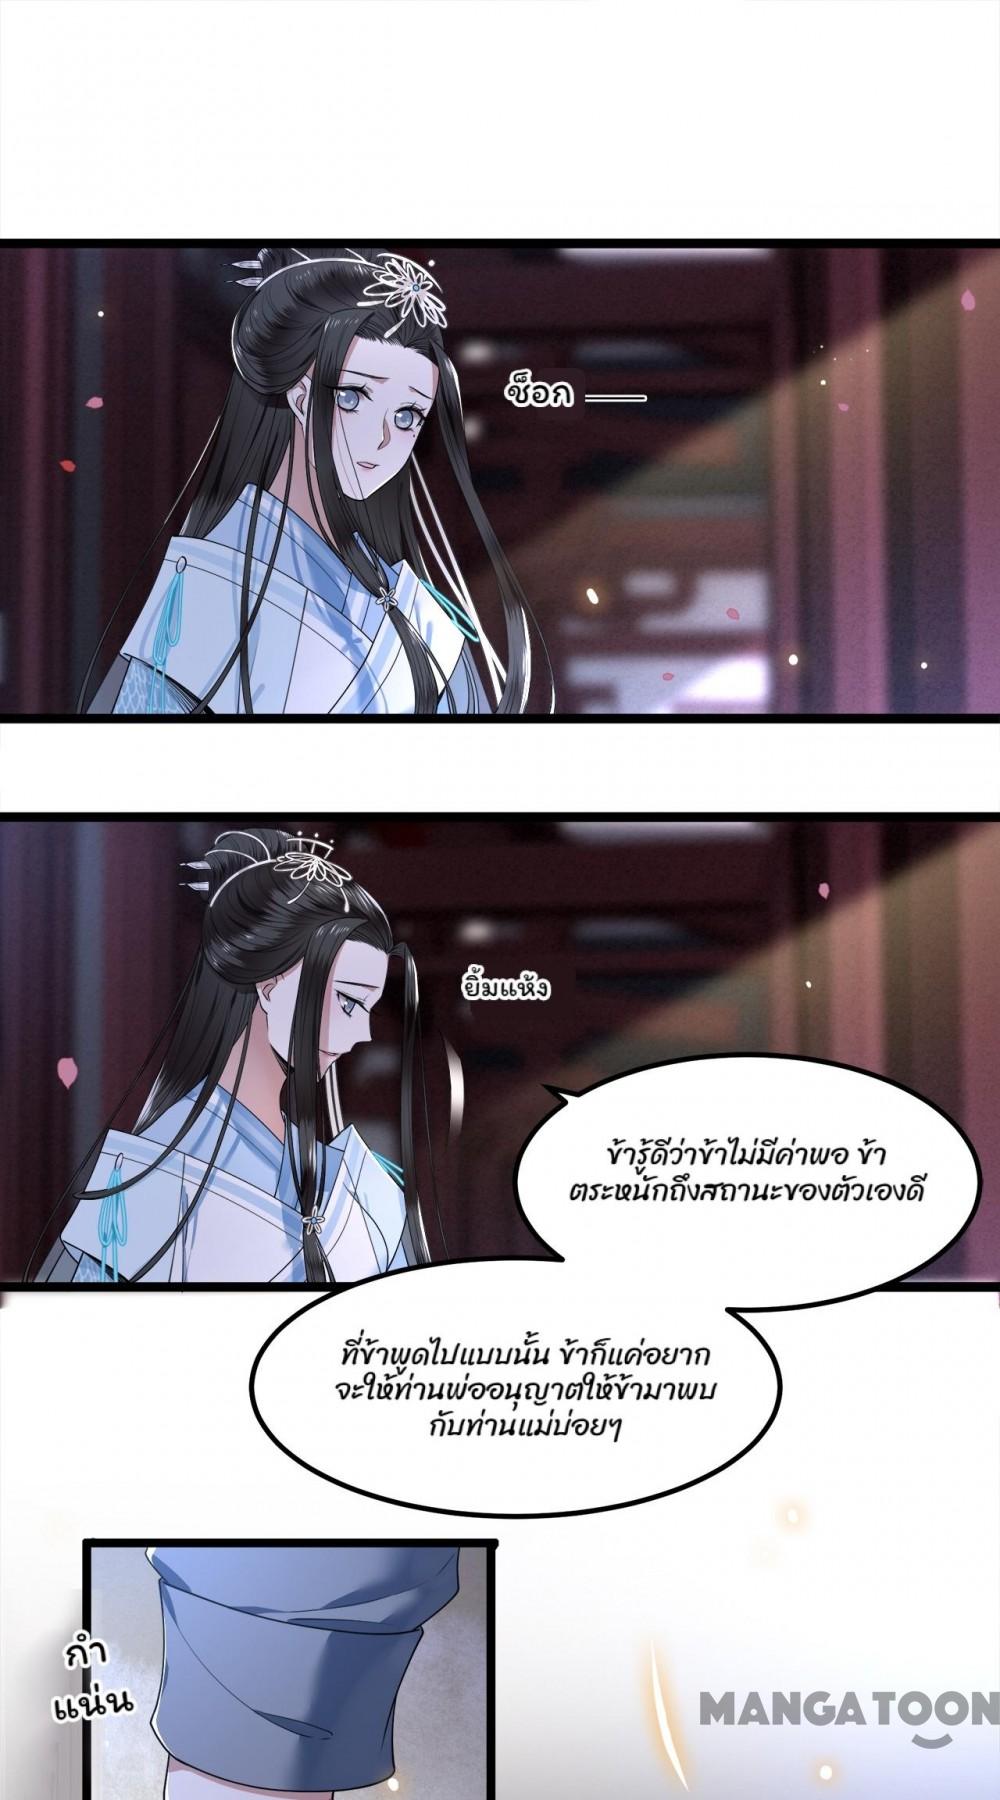 ช็อก
ยิ้มแห้ง
ข้ารู้ดีว่าข้าไม่มีค่าพอ ข้า
ตระหนักถึงสถานะของตัวเองดี
ที่ข้าพูดไปแบบนั้น ข้าก็แค่อยาก
จะให้ท่านพ่ออนุญาตให้ข้ามาพบ
กับท่านแม่บ่อยๆ
กำ
แน่น
MANGATOON